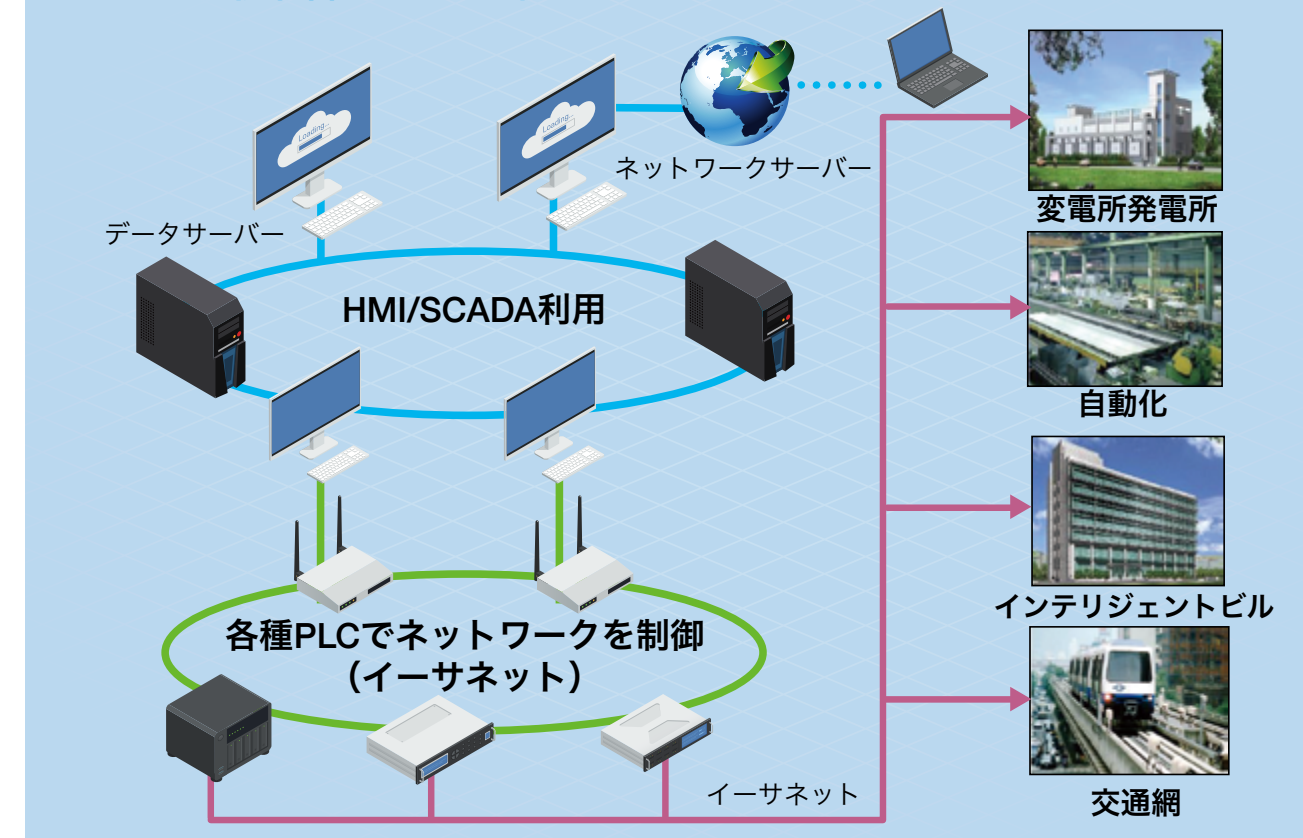 Loading...
Loading...
ネットワークサーバー
データサーバー
HMI/SCADA利用
各種PLCでネットワークを制御
（イーサネット）
イーサネット
変電所発電所
自動化
インテリジェントビル
交通網